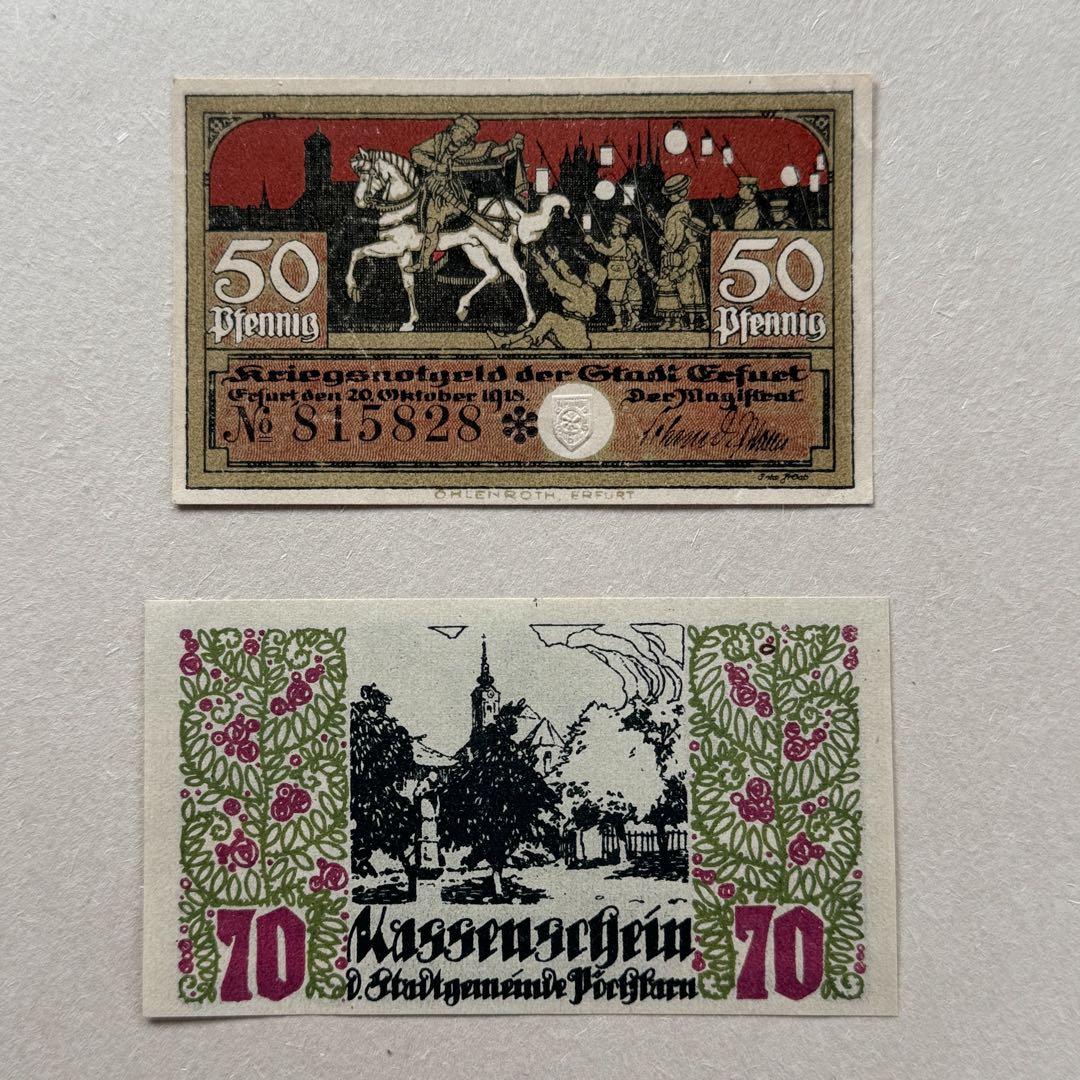 50 Pfennig
50 Pfennig
Kriegsnotgeld der Stadt Erfurt
Erfurt den 20. Oktober 1918. Der Magistrat.
No 815828
ÖHLENROTH, ERFURT
Kassenschein
d. Stadtgemeinde Pöchlarn
70
70